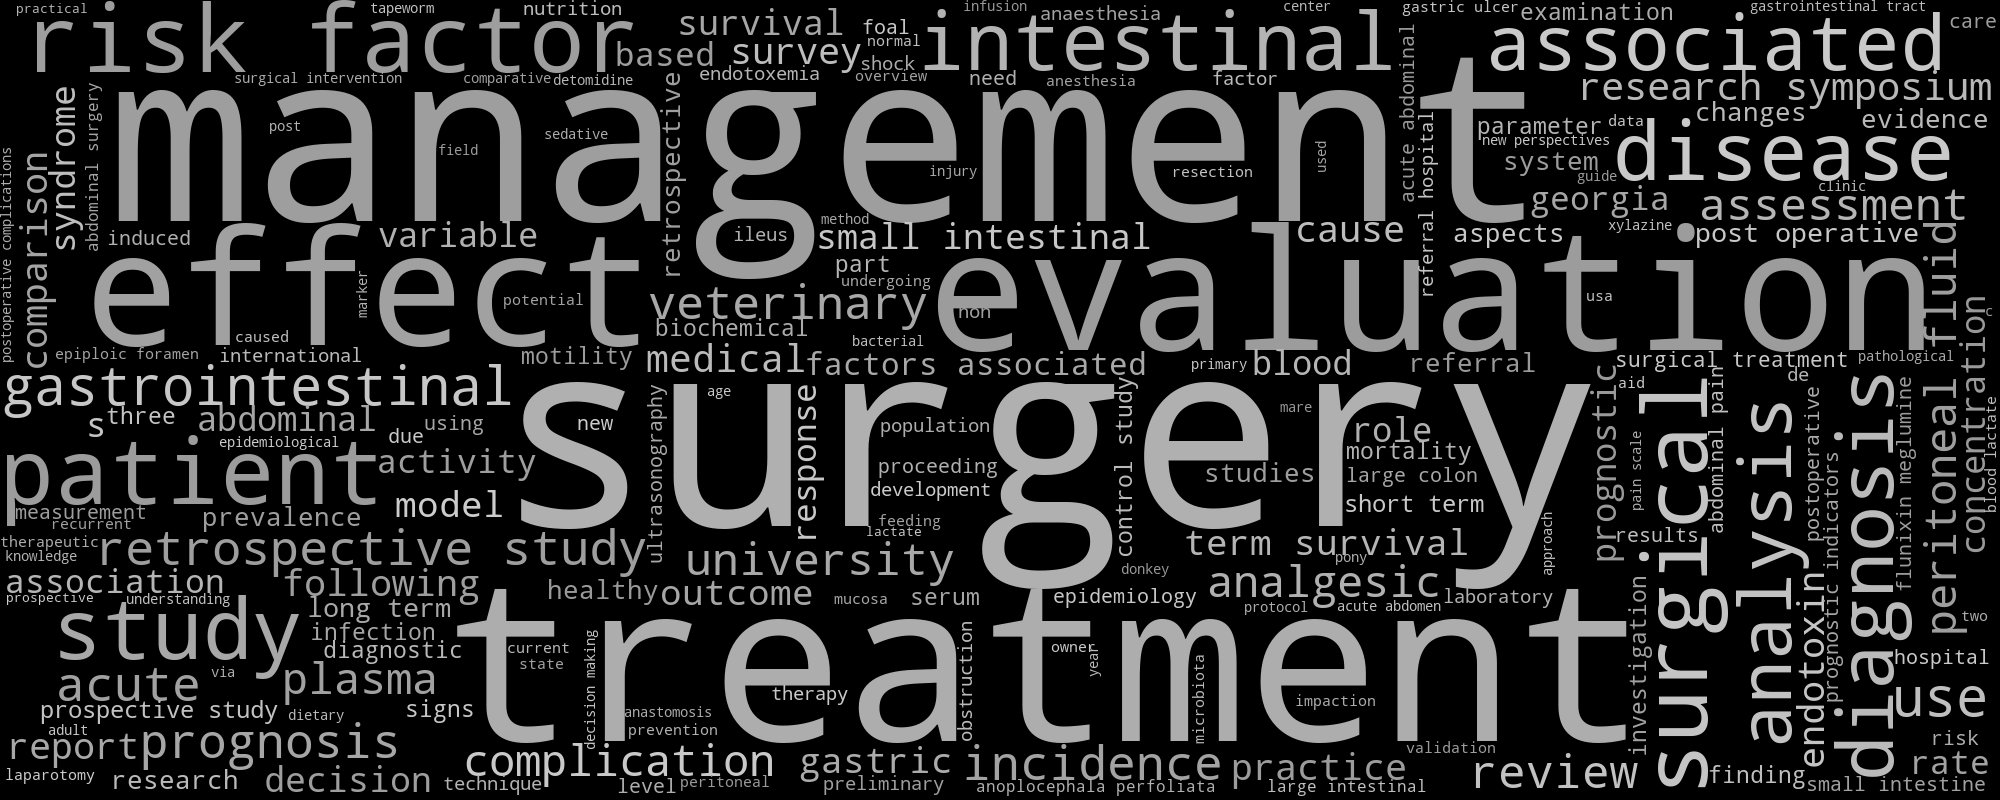 practical
tapeworm
nutrition
infusion
center
gastric ulcer
gastrointestinal tract
risk factor
survival
foal
anaesthesia
examination
care
based
survey
normal
intestinal
associated
surgical intervention
comparative
detomidine
endotoxemia
shock
overview
need
anesthesia
factor
research symposium
syndrome
abdominal surgery
management
retrospective
acute abdominal
referral hospital
changes
evidence
post
sedative
field
injury
resection
used
parameter
data
new perspectives
disease
system
guide
clinic
georgia
assessment
postoperative complications
comparison
induced
variable
ileus
method
small intestinal
cause
aspects
xylazine
post operative
effect
marker
potential
part
undergoing
veterinary
non
evaluation
usa
fluid
c
caused
biochemical
bacterial
epiploic foramen
international
motility
medical
factors associated
primary
blood
referral
surgical treatment
pathological
concentration
gastrointestinal
age
aid
de
s
three
abdominal
using
ultrasonography
response
new
population
control study
mare
role
prognostic
abdominal pain
epidemiological
due
surgery
mortality
patient
activity
proceeding
studies
large colon
pain scale
surgical
analysis
postoperative
diagnosis
flunixin meglumine
peritoneal
blood lactate
model
development
short term
measurement
recurrent
prevalence
feeding
lactate
results
therapeutic
knowledge
retrospective study
university
term survival
approach
pony
donkey
association
following
healthy
outcome
mucosa
serum
epidemiology
analgesic
laboratory
prospective
understanding
long term
protocol
acute abdomen
investigation
endotoxin
prognostic indicators
two
study
infection
diagnostic
current
state
decision making
treatment
obstruction
owner
year
hospital
acute
via
plasma
therapy
microbiota
impaction
use
prospective study
dietary
signs
anastomosis
prevention
adult
report
prognosis
complication
gastric
incidence
practice
validation
review
risk
rate
laparotomy
research
decision
technique
level
peritoneal
preliminary
anoplocephala perfoliata
large intestinal
finding
small intestine